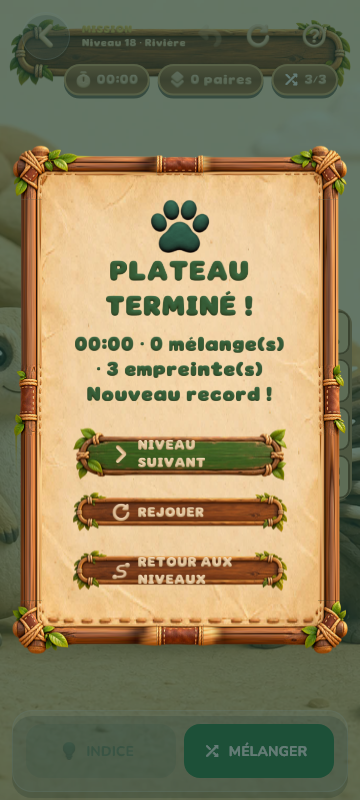 MISSION
Niveau 18 · Rivière
00:00
0 paires
3/3
PLATEAU
TERMINÉ !
00:00 · 0 mélange(s)
· 3 empreinte(s)
Nouveau record !
NIVEAU
SUIVANT
REJOUER
RETOUR AUX
NIVEAUX
INDICE
MÉLANGER